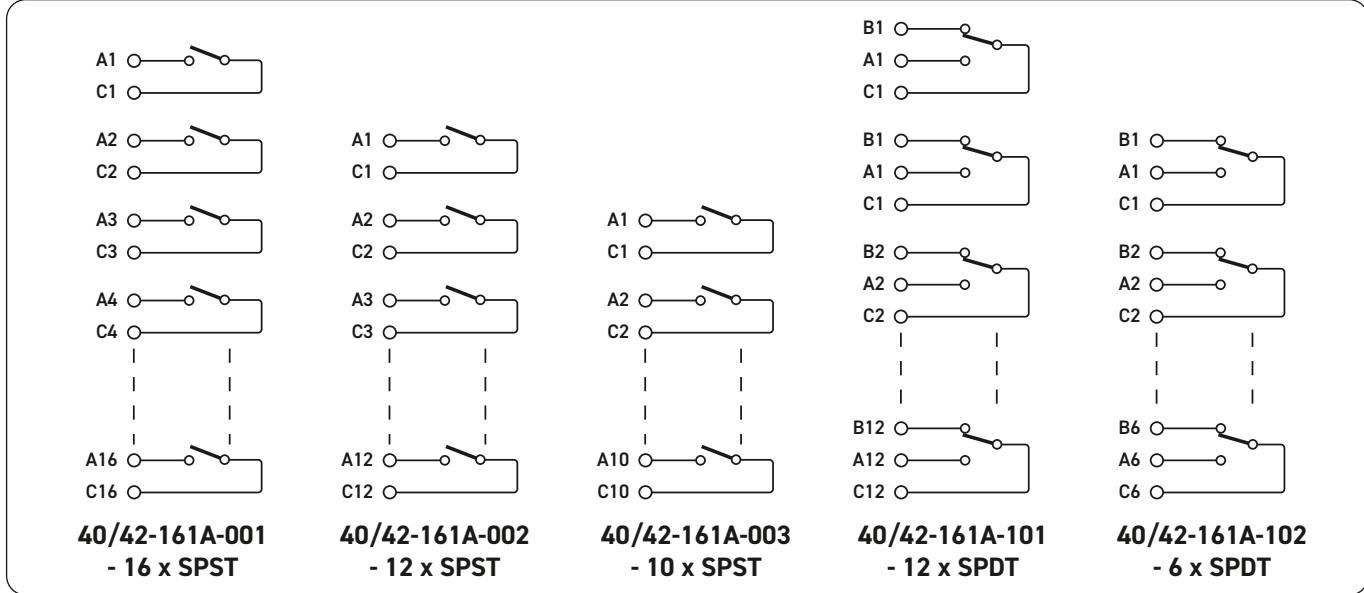 A1
C1
A2
C2
A3
C3
A4
C4
A16
C16
40/42-161A-001
- 16 x SPST
A1
C1
A2
C2
A3
C3
A12
C12
40/42-161A-002
- 12 x SPST
A1
C1
A2
C2
A10
C10
40/42-161A-003
- 10 x SPST
B1
A1
C1
B1
A1
C1
B2
A2
C2
B12
A12
C12
40/42-161A-101
- 12 x SPDT
B1
A1
C1
B2
A2
C2
B6
A6
C6
40/42-161A-102
- 6 x SPDT